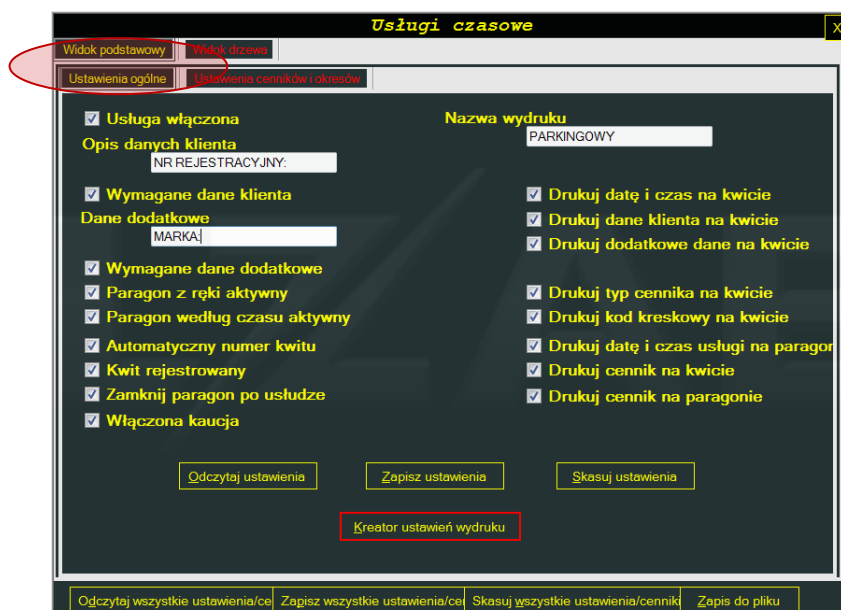 Usługi czasowe
X
Widok podstawowy Widok drzewa
Ustawienia ogólne Ustawienia cenników i okresów
Usługa włączona Nazwa wydruku
PARKINGOWY
Opis danych klienta
NR REJESTRACYJNY:
Wymagane dane klienta Drukuj datę i czas na kwicie
Dane dodatkowe Drukuj dane klienta na kwicie
MARKA: Drukuj dodatkowe dane na kwicie
Wymagane dane dodatkowe
Paragon z ręki aktywny Drukuj typ cennika na kwicie
Paragon według czasu aktywny Drukuj kod kreskowy na kwicie
Automatyczny numer kwitu Drukuj datę i czas usługi na paragon
Kwit rejestrowany Drukuj cennik na kwicie
Zamknij paragon po usłudze Drukuj cennik na paragonie
Włączona kaucja
Odczytaj ustawienia Zapisz ustawienia Skasuj ustawienia
Kreator ustawień wydruku
Odczytaj wszystkie ustawienia/ce Zapisz wszystkie ustawienia/cen Skasuj wszystkie ustawienia/cenniki Zapis do pliku